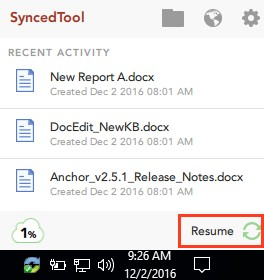 SyncedTool
RECENT ACTIVITY
New Report A.docx
Created Dec 2 2016 08:01 AM
DocEdit_NewKB.docx
Created Dec 2 2016 08:01 AM
Anchor_v2.5.1_Release_Notes.docx
Created Dec 2 2016 08:01 AM
1%
Resume
9:26 AM
12/2/2016